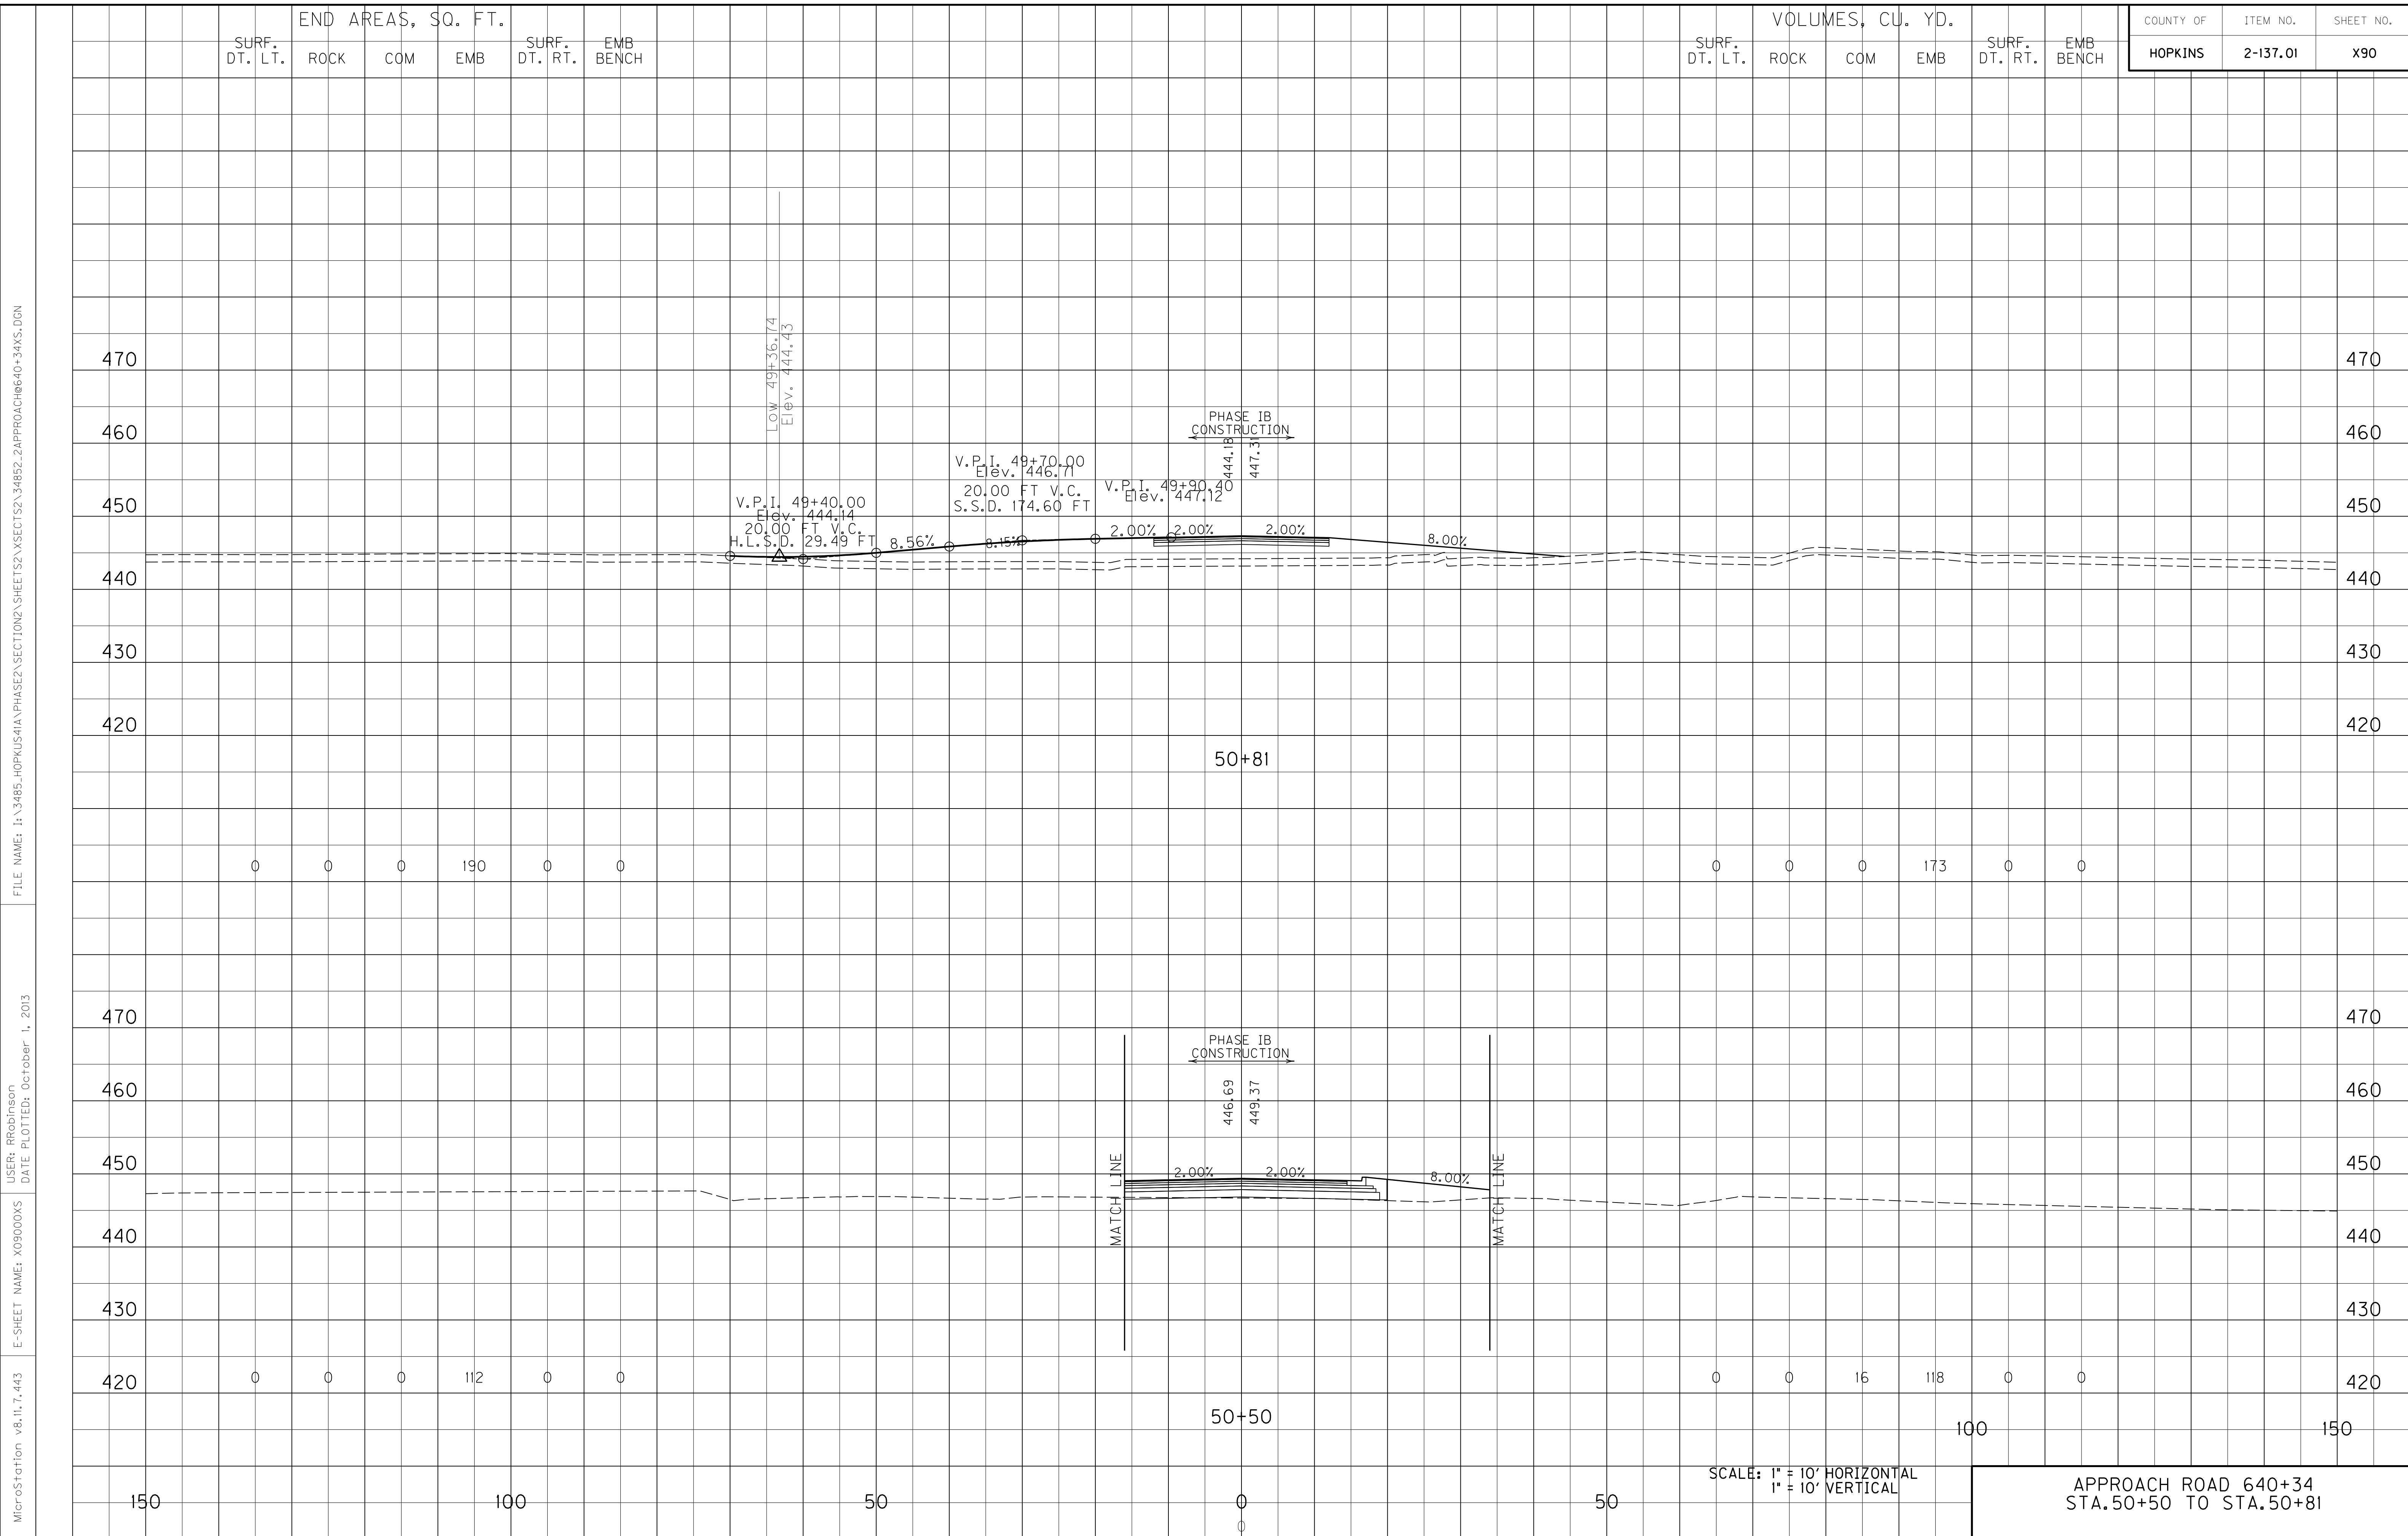 END AREAS, SQ. FT.
SURF. DT. LT.
ROCK
COM
EMB
SURF. DT. RT.
EMB BENCH
VOLUMES, CU. YD.
SURF. DT. LT.
ROCK
COM
EMB
SURF. DT. RT.
EMB BENCH
COUNTY OF
ITEM NO.
SHEET NO.
HOPKINS
2-137.01
X90
470
470
460
460
450
450
440
440
430
430
420
420
Low 49+36.74
Elev. 444.43
V.P.I. 49+40.00
Elev. 444.14
20.00 FT V.C.
H.L.S.D. 29.49 FT
8.56%
V.P.I. 49+70.00
Elev. 446.71
20.00 FT V.C.
S.S.D. 174.60 FT
8.15%
V.P.I. 49+90.40
Elev. 447.12
2.00%
PHASE IB
CONSTRUCTION
444.18
447.31
2.00%
2.00%
8.00%
50+81
0 0 0 190 0 0
0 0 0 173 0 0
470
470
460
460
450
450
440
440
430
430
420
420
PHASE IB
CONSTRUCTION
446.69
449.37
MATCH LINE
2.00%
2.00%
8.00%
MATCH LINE
0 0 0 112 0 0
0 0 16 118 0 0
50+50
100
150
150
100
50
0
50
0
SCALE: 1" = 10' HORIZONTAL
1" = 10' VERTICAL
APPROACH ROAD 640+34
STA.50+50 TO STA.50+81
FILE NAME: I:\3485_HOPKUS41A\PHASE2\SECTION2\SHEETS2\XSECTS2\34852_2APPROACH@640+34XS.DGN
USER: RRobinson
DATE PLOTTED: October 1, 2013
E-SHEET NAME: X09000XS
MicroStation v8.11.7.443